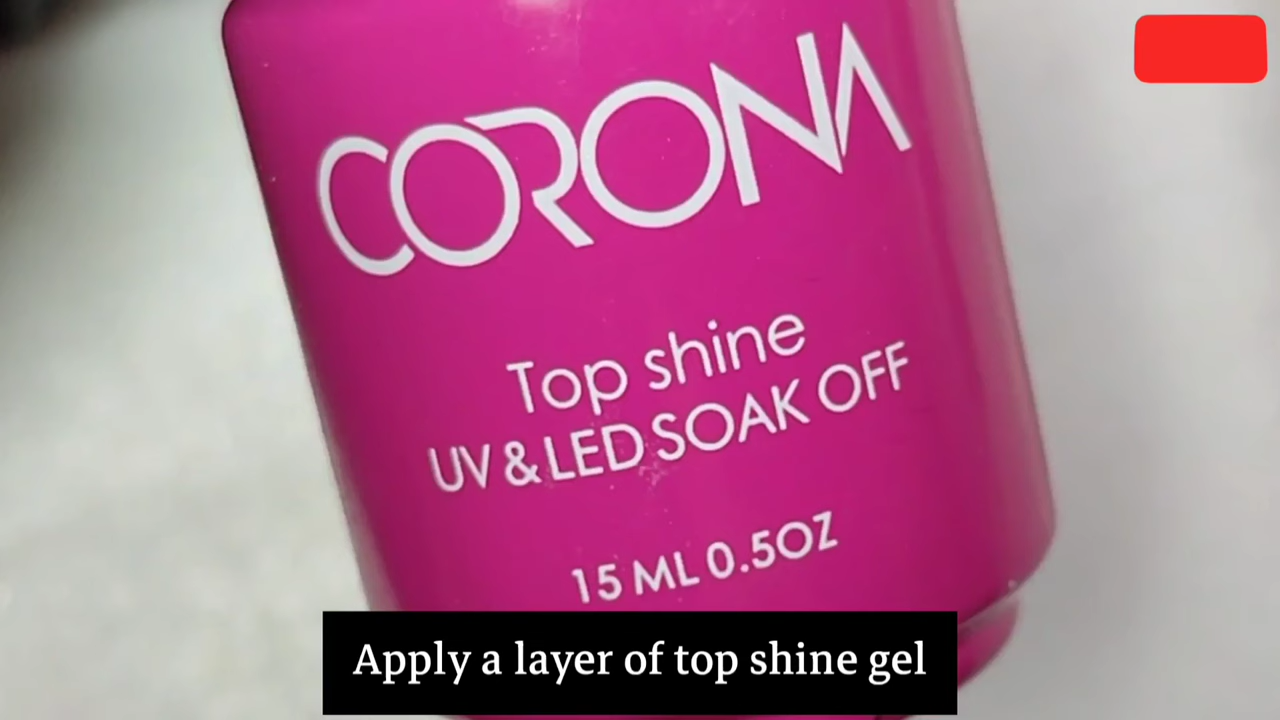 CORONA
Top shine
UV & LED SOAK OFF
15 ML 0.5OZ
Apply a layer of top shine gel